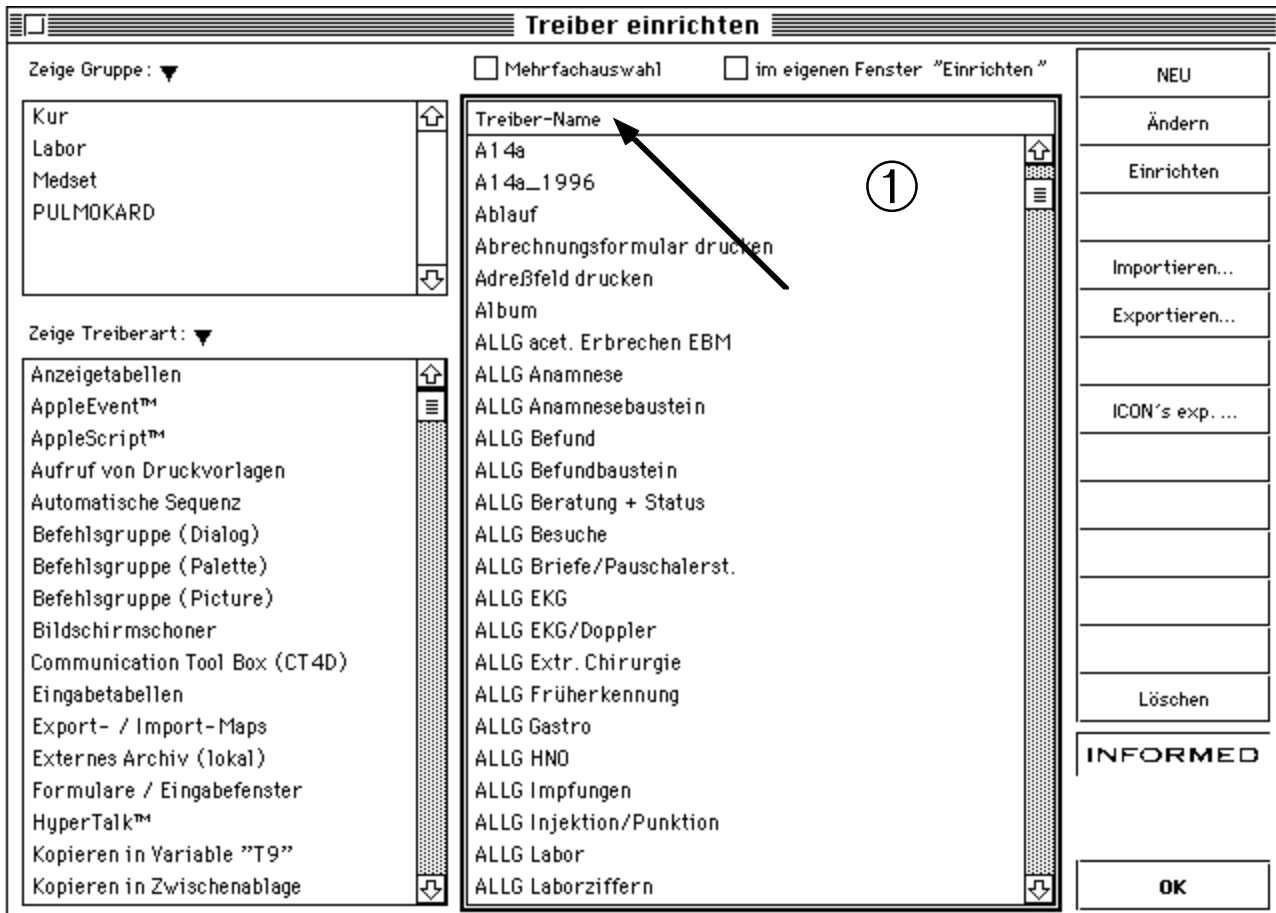 Treiber einrichten
Zeige Gruppe:
Kur
Labor
Medset
PULMOKARD
Zeige Treiberart:
Anzeigetabellen
AppleEvent™
AppleScript™
Aufruf von Druckvorlagen
Automatische Sequenz
Befehlsgruppe (Dialog)
Befehlsgruppe (Palette)
Befehlsgruppe (Picture)
Bildschirmschoner
Communication Tool Box (CT4D)
Eingabetabellen
Export- / Import-Maps
Externes Archiv (lokal)
Formulare / Eingabefenster
HyperTalk™
Kopieren in Variable "T9"
Kopieren in Zwischenablage
Mehrfachauswahl
im eigenen Fenster "Einrichten"
Treiber-Name
①
A14a
A14a_1996
Ablauf
Abrechnungsformular drucken
Adreßfeld drucken
Album
ALLG acet. Erbrechen EBM
ALLG Anamnese
ALLG Anamnesebaustein
ALLG Befund
ALLG Befundbaustein
ALLG Beratung + Status
ALLG Besuche
ALLG Briefe/Pauschalerst.
ALLG EKG
ALLG EKG/Doppler
ALLG Extr. Chirurgie
ALLG Früherkennung
ALLG Gastro
ALLG HNO
ALLG Impfungen
ALLG Injektion/Punktion
ALLG Labor
ALLG Laborziffern
NEU
Ändern
Einrichten
Importieren...
Exportieren...
ICON´s exp. ...
Löschen
INFORMED
OK